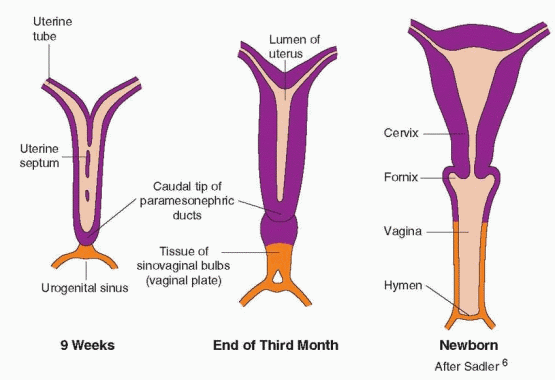 Uterine
tube
Uterine
septum
Urogenital sinus
9 Weeks
Lumen of
uterus
Caudal tip of
paramesonephric
ducts
Tissue of
sinovaginal bulbs
(vaginal plate)
End of Third Month
Cervix
Fornix
Vagina
Hymen
Newborn
After Sadler 6